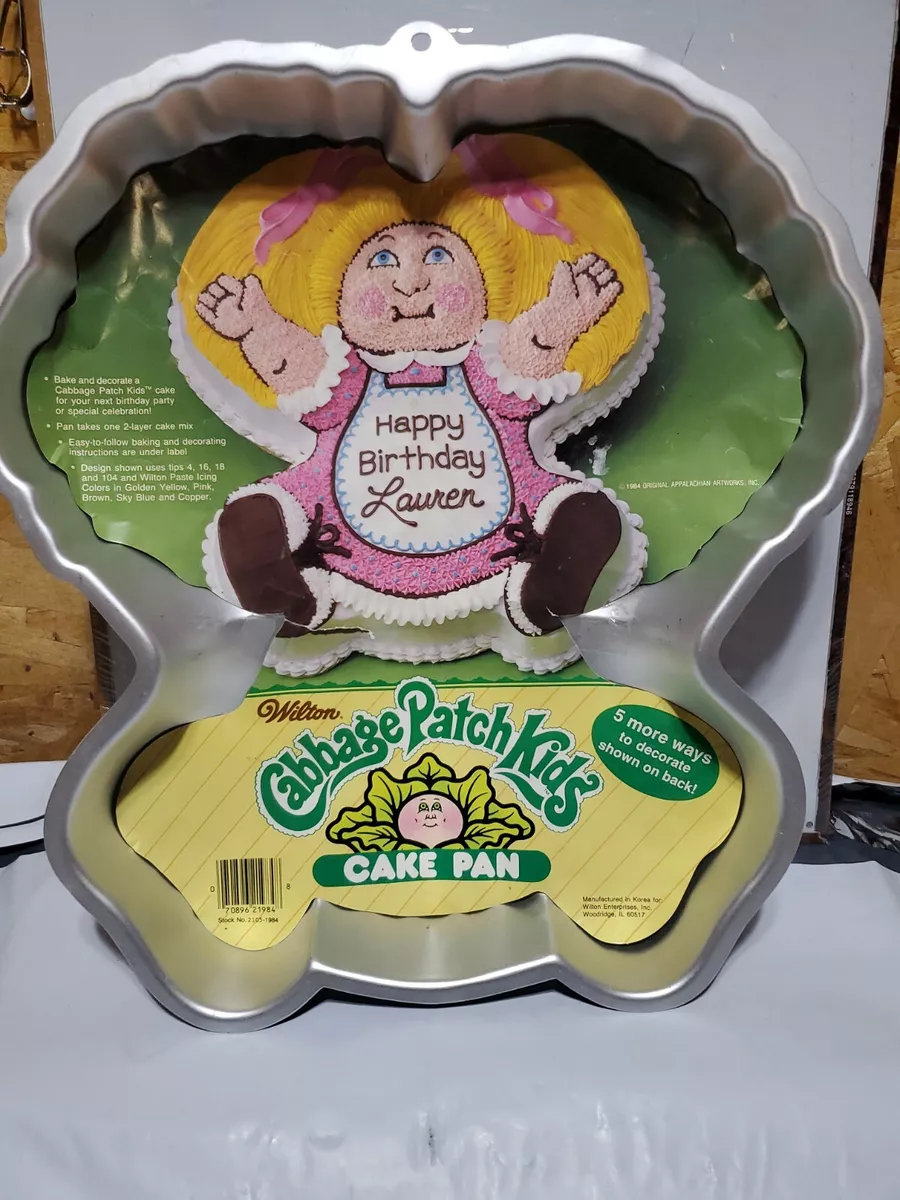 Happy
Birthday
Lauren
• Bake and decorate a
Cabbage Patch Kids™ cake
for your next birthday party
or special celebration!
• Pan takes one 2-layer cake mix
• Easy-to-follow baking and decorating
instructions are under label
• Design shown uses tips 4, 16, 18
and 104 and Wilton Paste Icing
Colors in Golden Yellow, Pink,
Brown, Sky Blue and Copper.
© 1984 ORIGINAL APPALACHIAN ARTWORKS, INC.
Wilton
Cabbage Patch Kids
5 more ways
to decorate
shown on back!
CAKE PAN
0 70896 21984 8
Stock No. 2105-1984
Manufactured in Korea for
Wilton Enterprises, Inc.
Woodridge, IL 60517